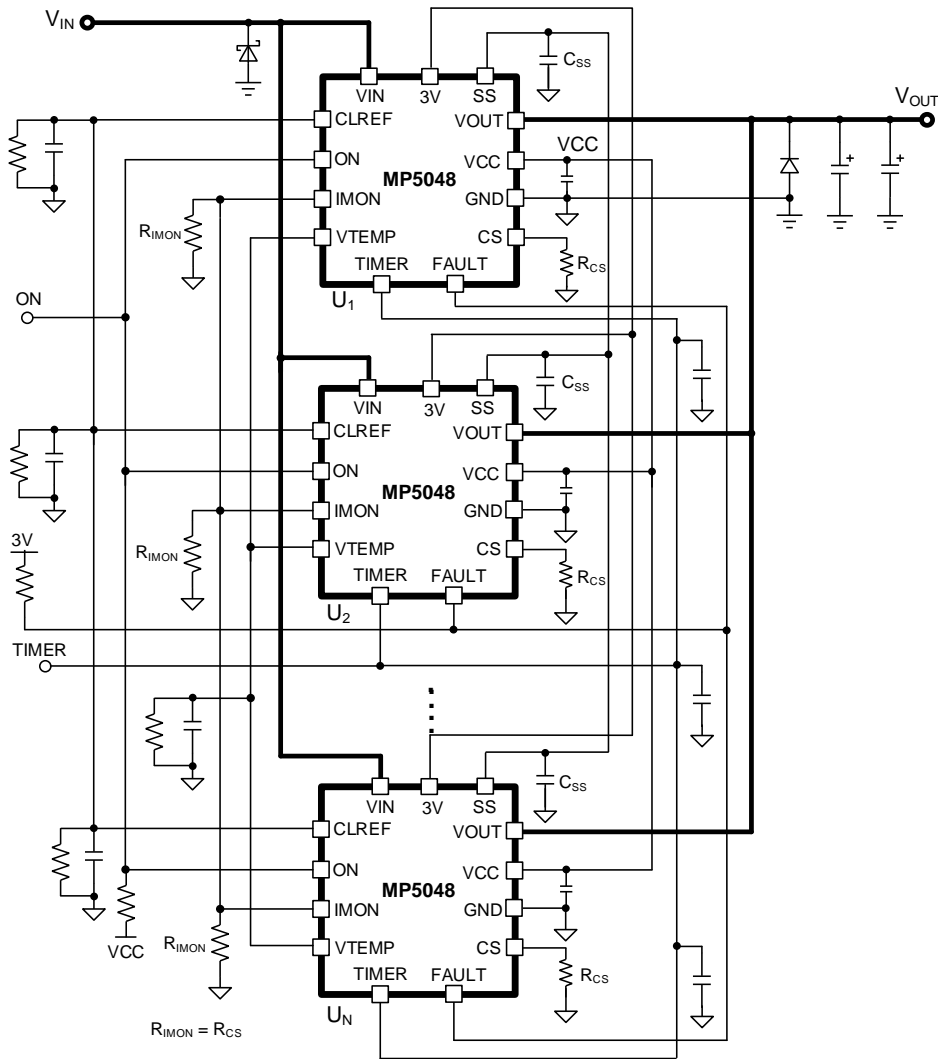 VIN
VIN 3V SS
CSS
CLREF
VOUT
VOUT
ON
VCC
VCC
MP5048
IMON
GND
RIMON
VTEMP
CS
RCS
TIMER FAULT
U1
ON
VIN 3V SS
CSS
CLREF
VOUT
ON
VCC
MP5048
IMON
GND
3V
RIMON
VTEMP
CS
RCS
TIMER FAULT
U2
TIMER
VIN 3V SS
CSS
CLREF
VOUT
ON
VCC
MP5048
IMON
GND
VCC
RIMON
VTEMP
CS
RCS
TIMER FAULT
UN
RIMON = RCS